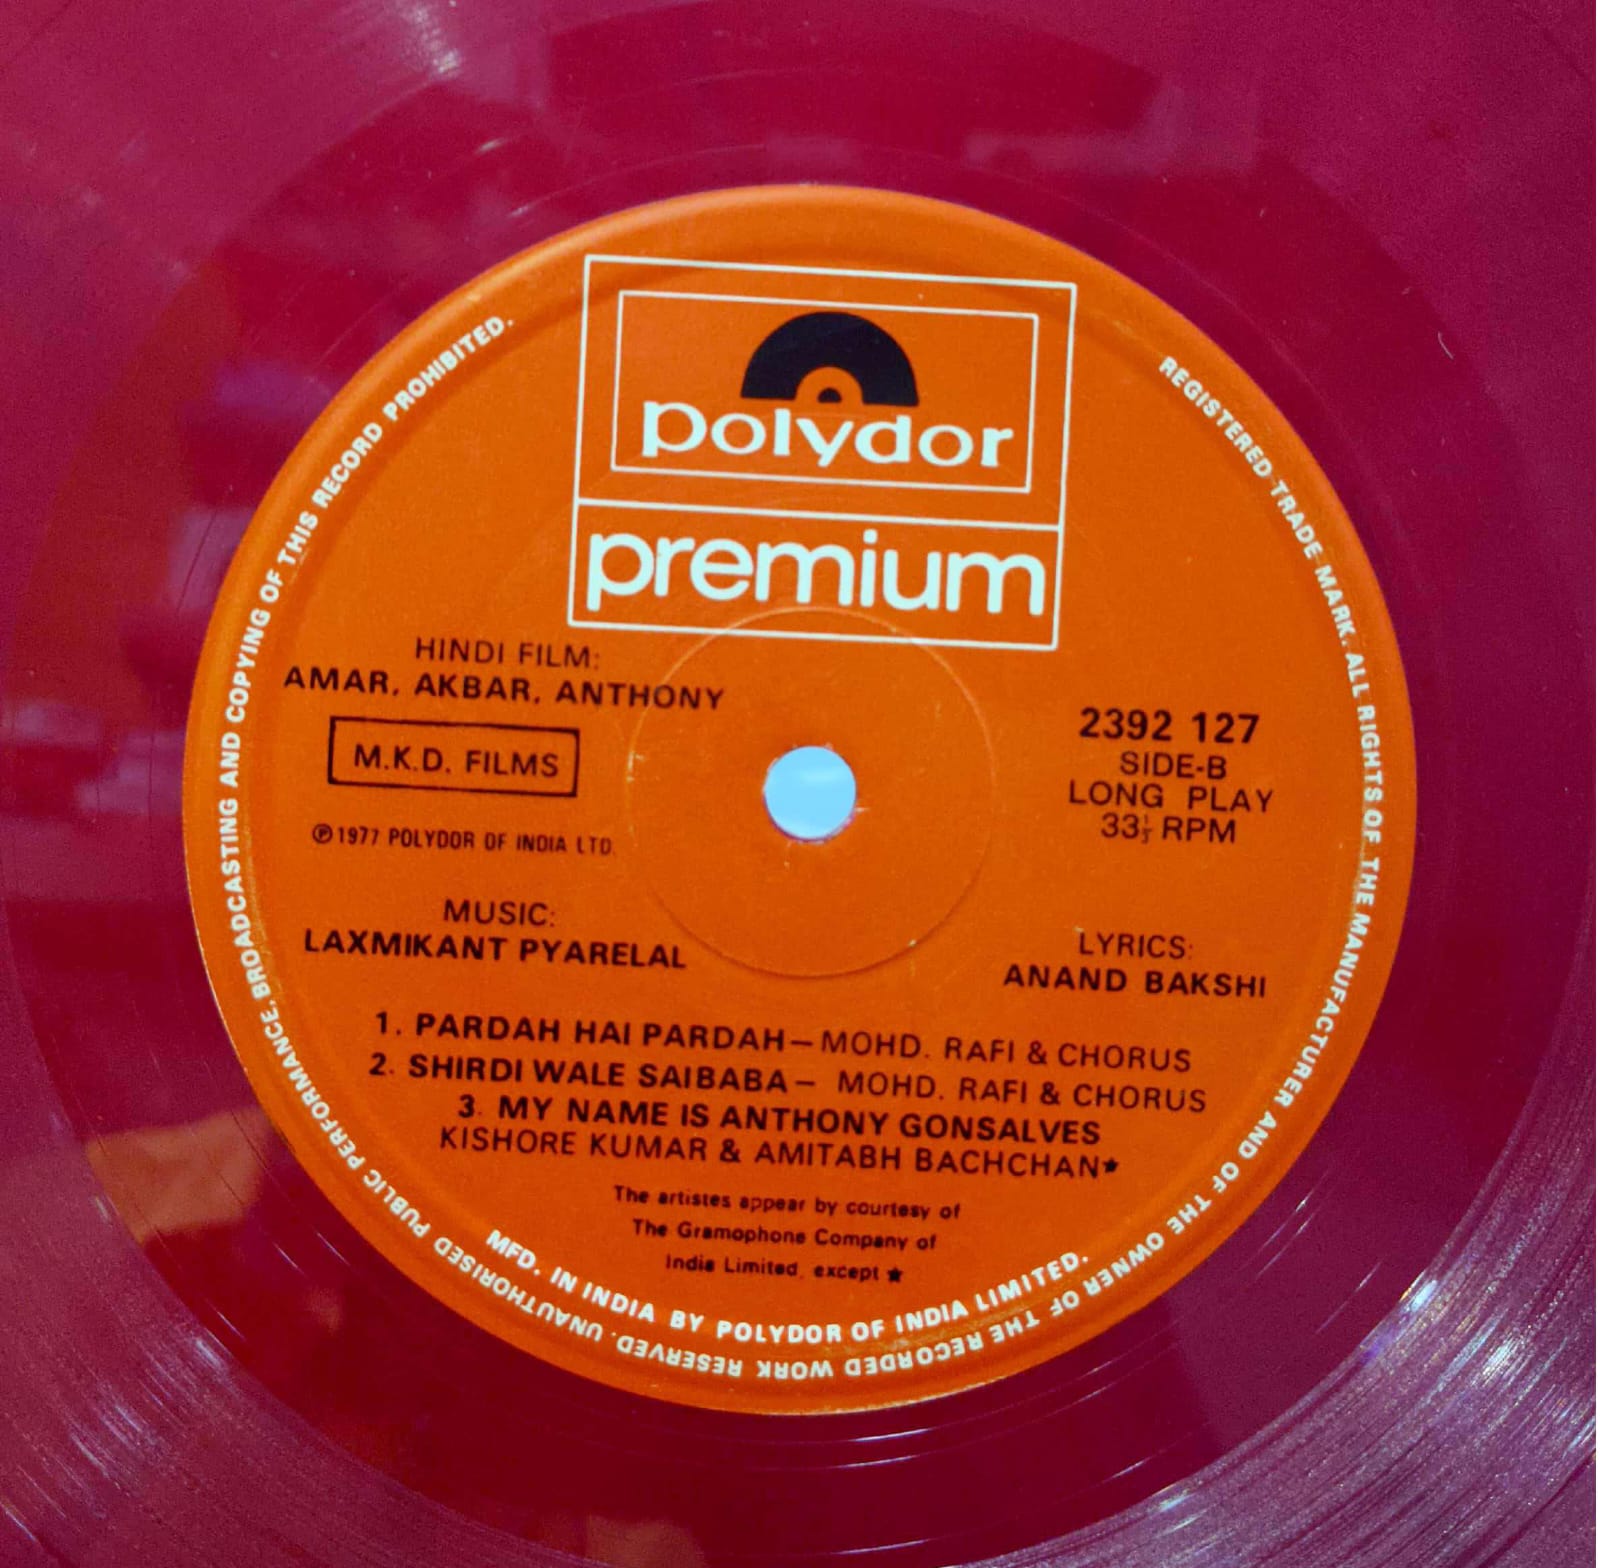 polydor
premium
HINDI FILM:
AMAR. AKBAR. ANTHONY
M.K.D. FILMS
℗1977 POLYDOR OF INDIA LTD.
2392 127
SIDE-B
LONG PLAY
33⅓ RPM
MUSIC:
LAXMIKANT PYARELAL
LYRICS:
ANAND BAKSHI
1. PARDAH HAI PARDAH— MOHD. RAFI & CHORUS
2. SHIRDI WALE SAIBABA— MOHD. RAFI & CHORUS
3. MY NAME IS ANTHONY GONSALVES
KISHORE KUMAR & AMITABH BACHCHAN★
The artistes appear by courtesy of
The Gramophone Company of
India Limited, except ★
MFD. IN INDIA BY POLYDOR OF INDIA LIMITED.
REGISTERED TRADE MARK. ALL RIGHTS OF THE MANUFACTURER AND OF THE OWNER OF THE RECORDED WORK RESERVED. UNAUTHORISED PUBLIC PERFORMANCE, BROADCASTING AND COPYING OF THIS RECORD PROHIBITED.